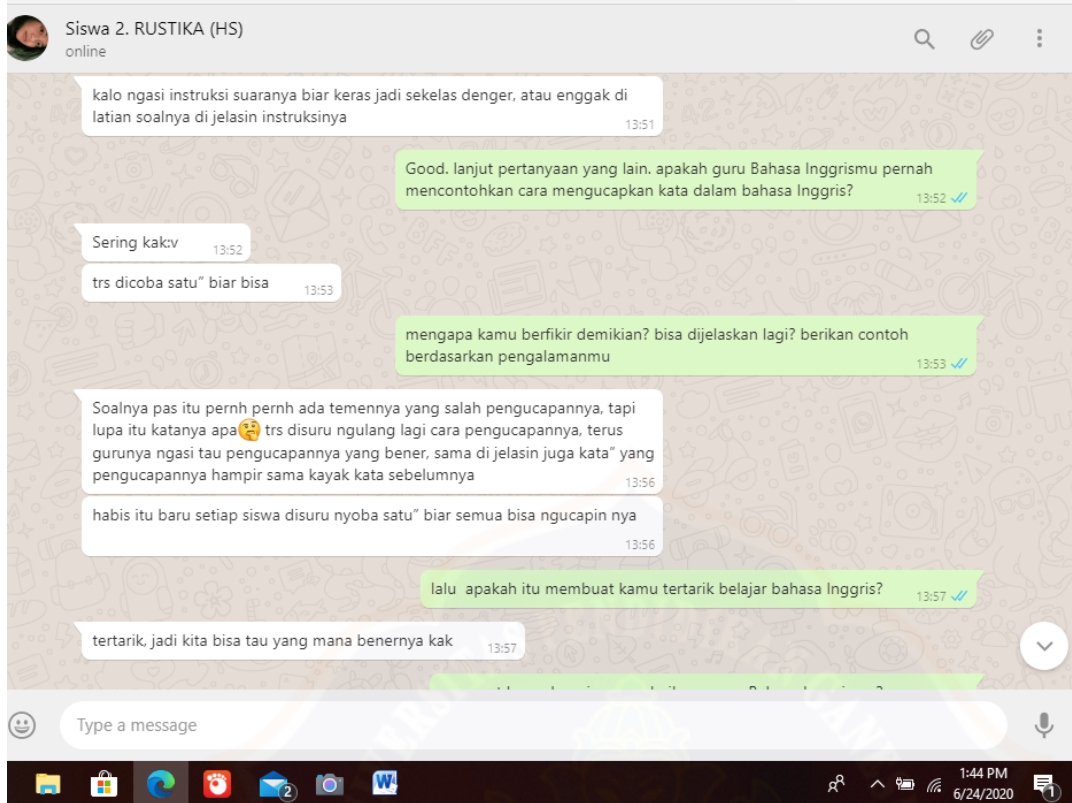 Siswa 2. RUSTIKA (HS)
online
kalo ngasi instruksi suaranya biar keras jadi sekelas denger, atau enggak di
latian soalnya di jelasin instruksinya
13:51
Good. lanjut pertanyaan yang lain. apakah guru Bahasa Inggrismu pernah
mencontohkan cara mengucapkan kata dalam bahasa Inggris?
13:52
Sering kak:v
13:52
trs dicoba satu” biar bisa
13:53
mengapa kamu berfikir demikian? bisa dijelaskan lagi? berikan contoh
berdasarkan pengalamanmu
13:53
Soalnya pas itu pernh pernh ada temennya yang salah pengucapannya, tapi
lupa itu katanya apa🤔 trs disuru ngulang lagi cara pengucapannya, terus
gurunya ngasi tau pengucapannya yang bener, sama di jelasin juga kata” yang
pengucapannya hampir sama kayak kata sebelumnya
13:56
habis itu baru setiap siswa disuru nyoba satu” biar semua bisa ngucapin nya
13:56
lalu apakah itu membuat kamu tertarik belajar bahasa Inggris?
13:57
tertarik, jadi kita bisa tau yang mana benernya kak
13:57
Type a message
2
W
1:44 PM
6/24/2020
1